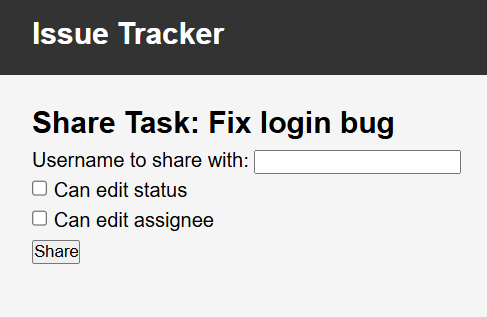 Issue Tracker
Share Task: Fix login bug
Username to share with:
Can edit status
Can edit assignee
Share